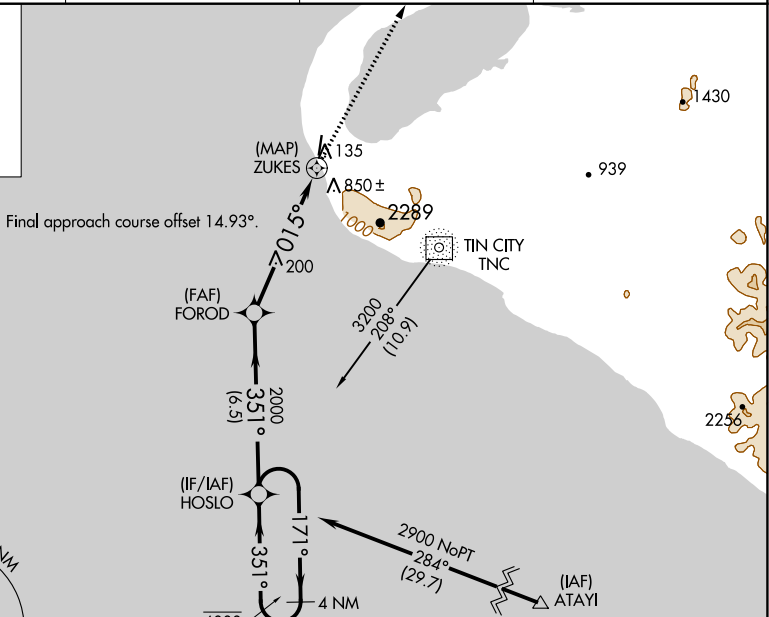 1430
(MAP)
ZUKES
135
939
850±
Final approach course offset 14.93°.
1000
2289
015°
TIN CITY
TNC
200
(FAF)
FOROD
3200
208°
(10.9)
2000
351°
(6.5)
2256
(IF/IAF)
HOSLO
171°
351°
2900 NoPT
284°
(29.7)
(IAF)
ATAYI
NM
4 NM